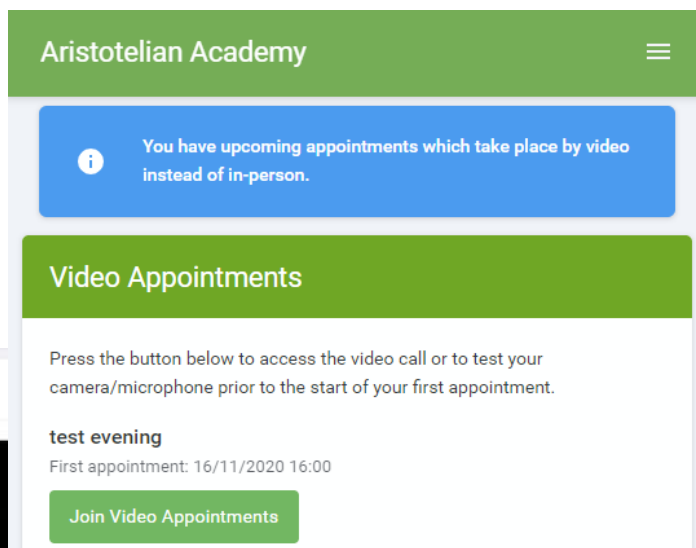 Aristotelian Academy
You have upcoming appointments which take place by video
instead of in-person.
Video Appointments
Press the button below to access the video call or to test your
camera/microphone prior to the start of your first appointment.
test evening
First appointment: 16/11/2020 16:00
Join Video Appointments